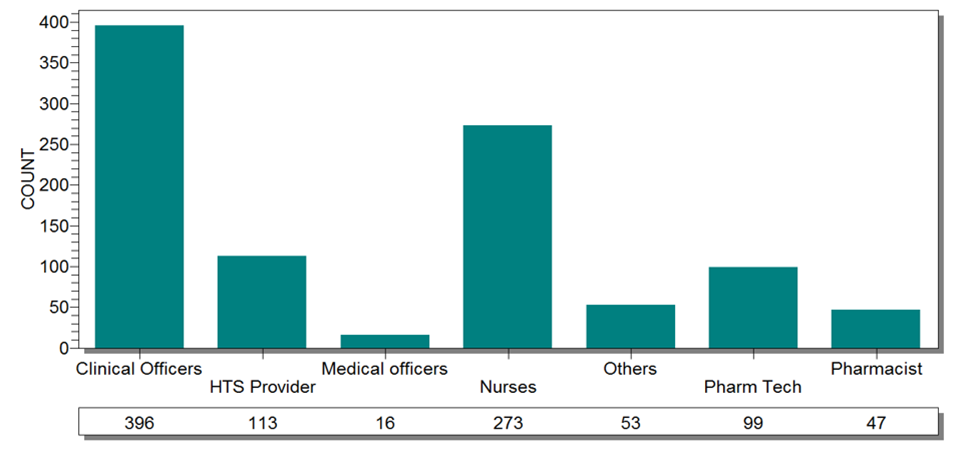 400
350
300
250
200
150
100
50
0
COUNT
Clinical Officers Medical officers Others Pharmacist
HTS Provider Nurses Pharm Tech
396 113 16 273 53 99 47